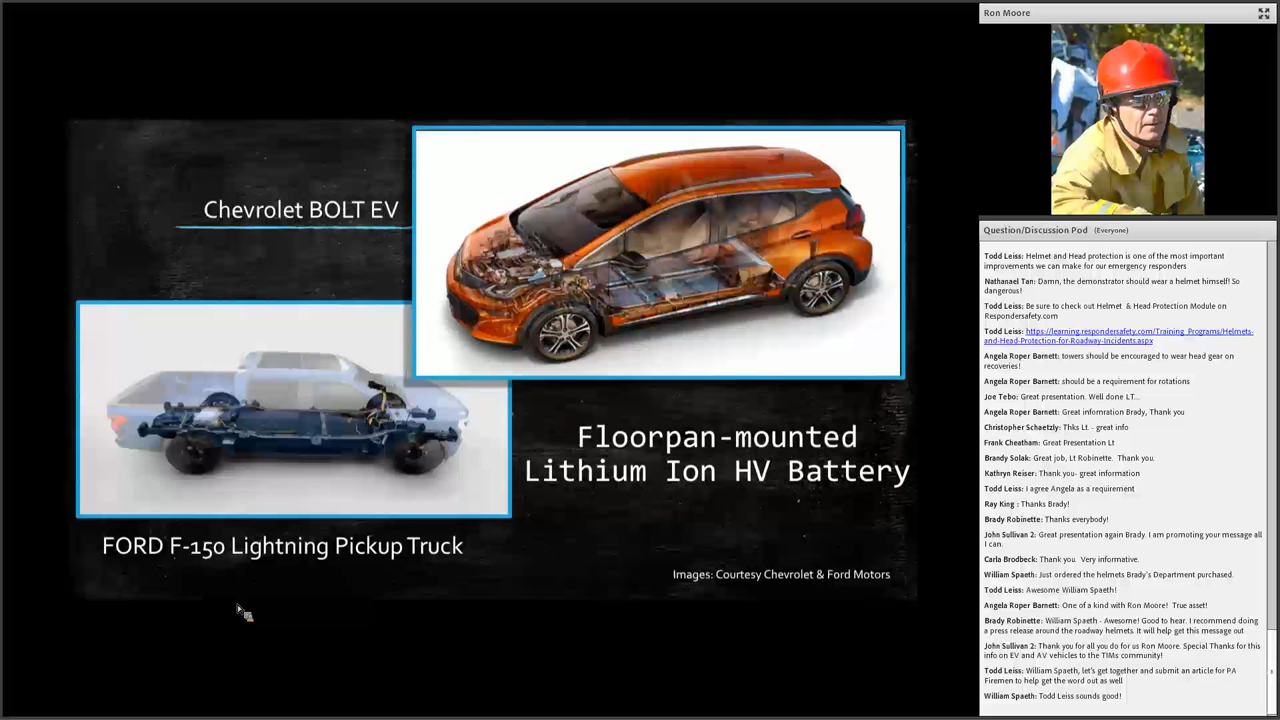 Chevrolet BOLT EV
Floorpan-mounted
Lithium Ion HV Battery
FORD F-150 Lightning Pickup Truck
Images: Courtesy Chevrolet & Ford Motors
Ron Moore
Question/Discussion Pod (Everyone)
Todd Leiss: Helmet and Head protection is one of the most important
improvements we can make for our emergency responders
Nathanael Tan: Damn, the demonstrator should wear a helmet himself! So
dangerous!
Todd Leiss: Be sure to check out Helmet & Head Protection Module on
Respondersafety.com
Todd Leiss: https://learning.respondersafety.com/Training_Programs/Helmets-
and-Head-Protection-for-Roadway-Incidents.aspx
Angela Roper Barnett: towers should be encouraged to wear head gear on
recoveries!
Angela Roper Barnett: should be a requirement for rotations
Joe Tebo: Great presentation. Well done LT...
Angela Roper Barnett: Great infomration Brady, Thank you
Christopher Schaetzly: Thks Lt. - great info
Frank Cheatham: Great Presentation Lt
Brandy Solak: Great job, Lt Robinette. Thank you.
Kathryn Reiser: Thank you- great information
Todd Leiss: I agree Angela as a requirement
Ray King : Thanks Brady!
Brady Robinette: Thanks everybody!
John Sullivan 2: Great presentation again Brady. I am promoting your message all
I can.
Carla Brodbeck: Thank you. Very informative.
William Spaeth: Just ordered the helmets Brady's Department purchased.
Todd Leiss: Awesome William Spaeth!
Angela Roper Barnett: One of a kind with Ron Moore! True asset!
Brady Robinette: William Spaeth - Awesome! Good to hear. I recommend doing
a press release around the roadway helmets. It will help get this message out
John Sullivan 2: Thank you for all you do for us Ron Moore. Special Thanks for this
info on EV and AV vehicles to the TIMs community!
Todd Leiss: William Spaeth, let's get together and submit an article for PA
Firemen to help get the word out as well
William Spaeth: Todd Leiss sounds good!